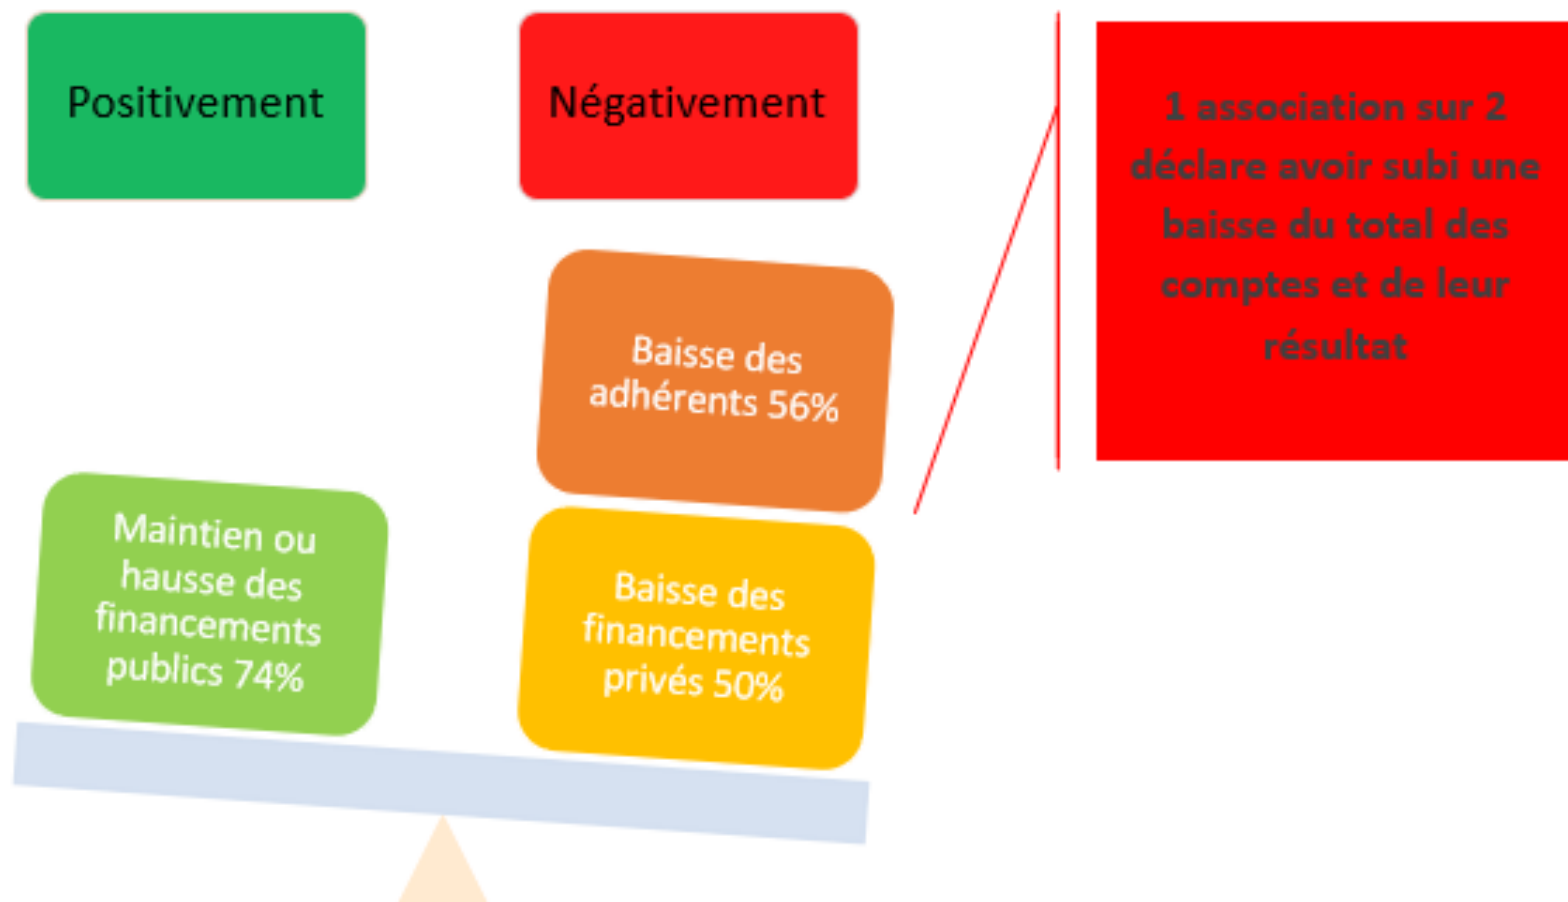 Positivement
Négativement
1 association sur 2
déclare avoir subi une
baisse du total des
comptes et de leur
résultat
Baisse des
adhérents 56%
Maintien ou
hausse des
financements
publics 74%
Baisse des
financements
privés 50%